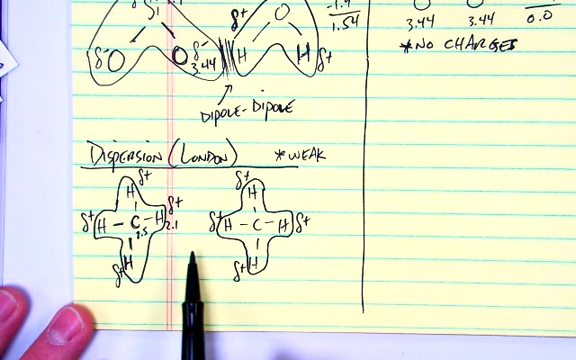 Si
-1.9
1.54
δ⁺ O
O O
3.44 3.44 0.0
δ⁻ O O δ⁻ H H δ⁺
3.44
*NO CHARGES
DIPOLE-DIPOLE
DISPERSION (LONDON) *WEAK
δ+ δ+
H H
δ+ H - C - H δ+ δ+ H - C - H δ+
2.5 2.1
δ+ H δ+ H